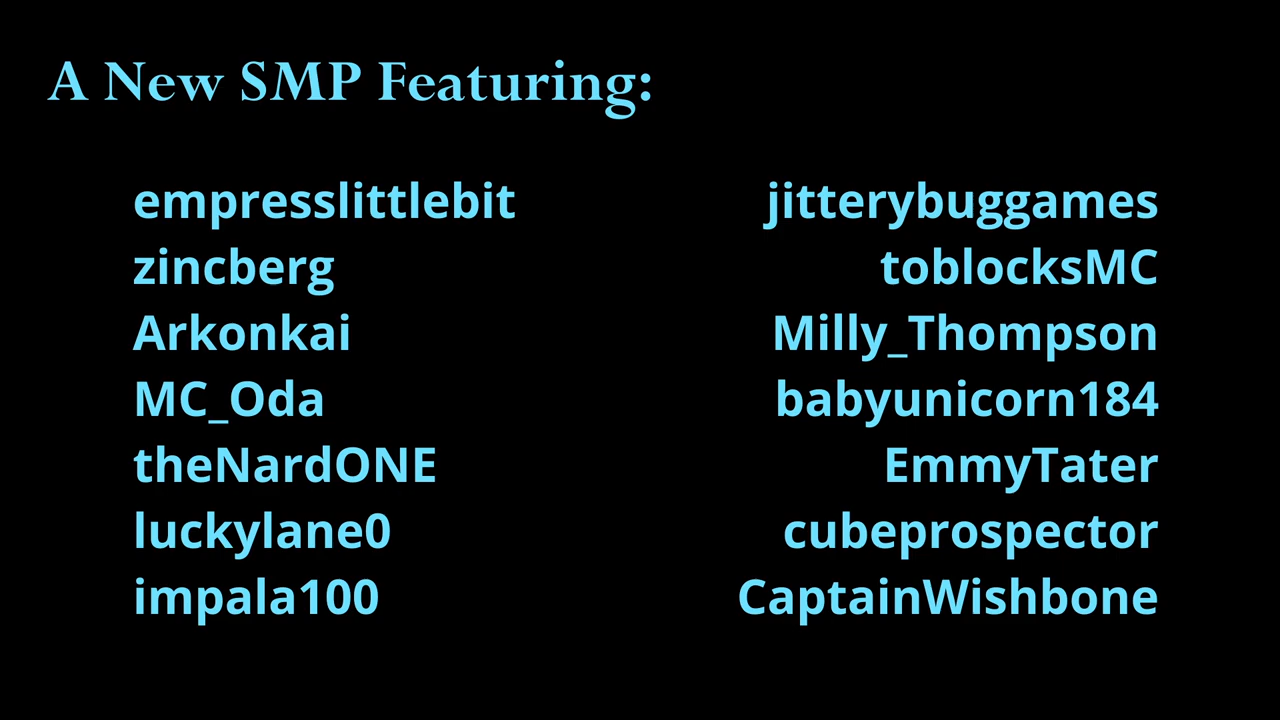 A New SMP Featuring:
empresslittlebit
zincberg
Arkonkai
MC_Oda
theNardONE
luckylane0
impala100
jitterybuggames
toblocksMC
Milly_Thompson
babyunicorn184
EmmyTater
cubeprospector
CaptainWishbone